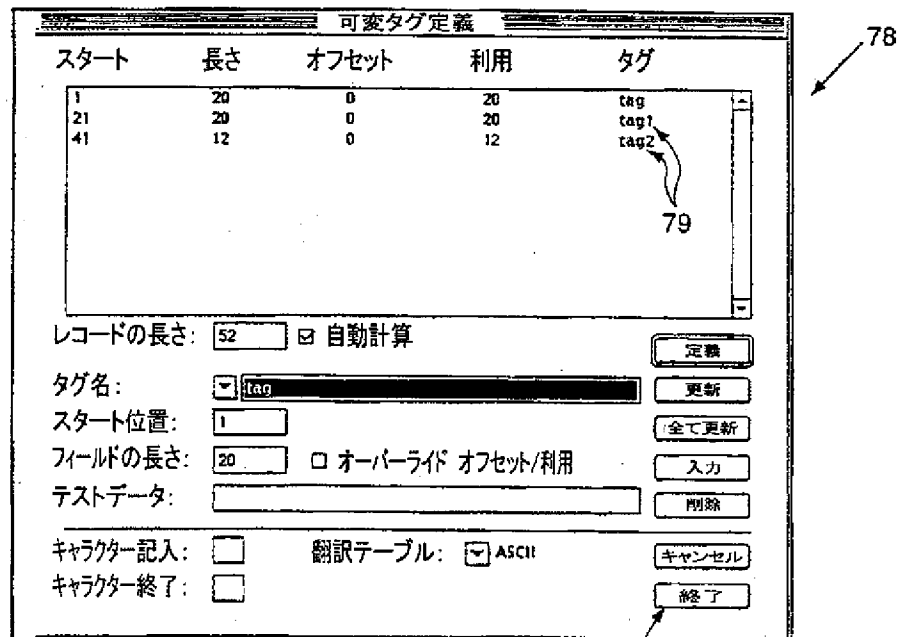 可変タグ定義
78
スタート 長さ オフセット 利用 タグ
1 20 0 20 tag
21 20 0 20 tag1
41 12 0 12 tag2
79
レコードの長さ: 52 自動計算
定義
タグ名: tag 更新
スタート位置: 1 全て更新
フィールドの長さ: 20 オーバーライド オフセット/利用 入力
テストデータ: 削除
キャラクター記入: 翻訳テーブル: ASCII キャンセル
キャラクター終了: 終了